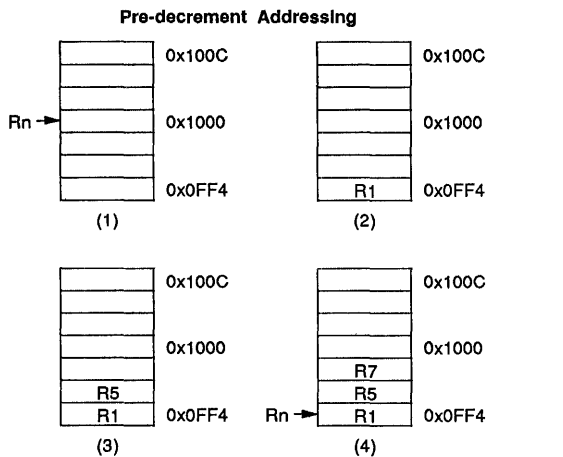 Pre-decrement Addressing
0x100C
0x100C
Rn
0x1000
0x1000
0x0FF4
R1
0x0FF4
(1)
(2)
0x100C
0x100C
0x1000
0x1000
R7
R5
R5
R1
0x0FF4
Rn
R1
0x0FF4
(3)
(4)